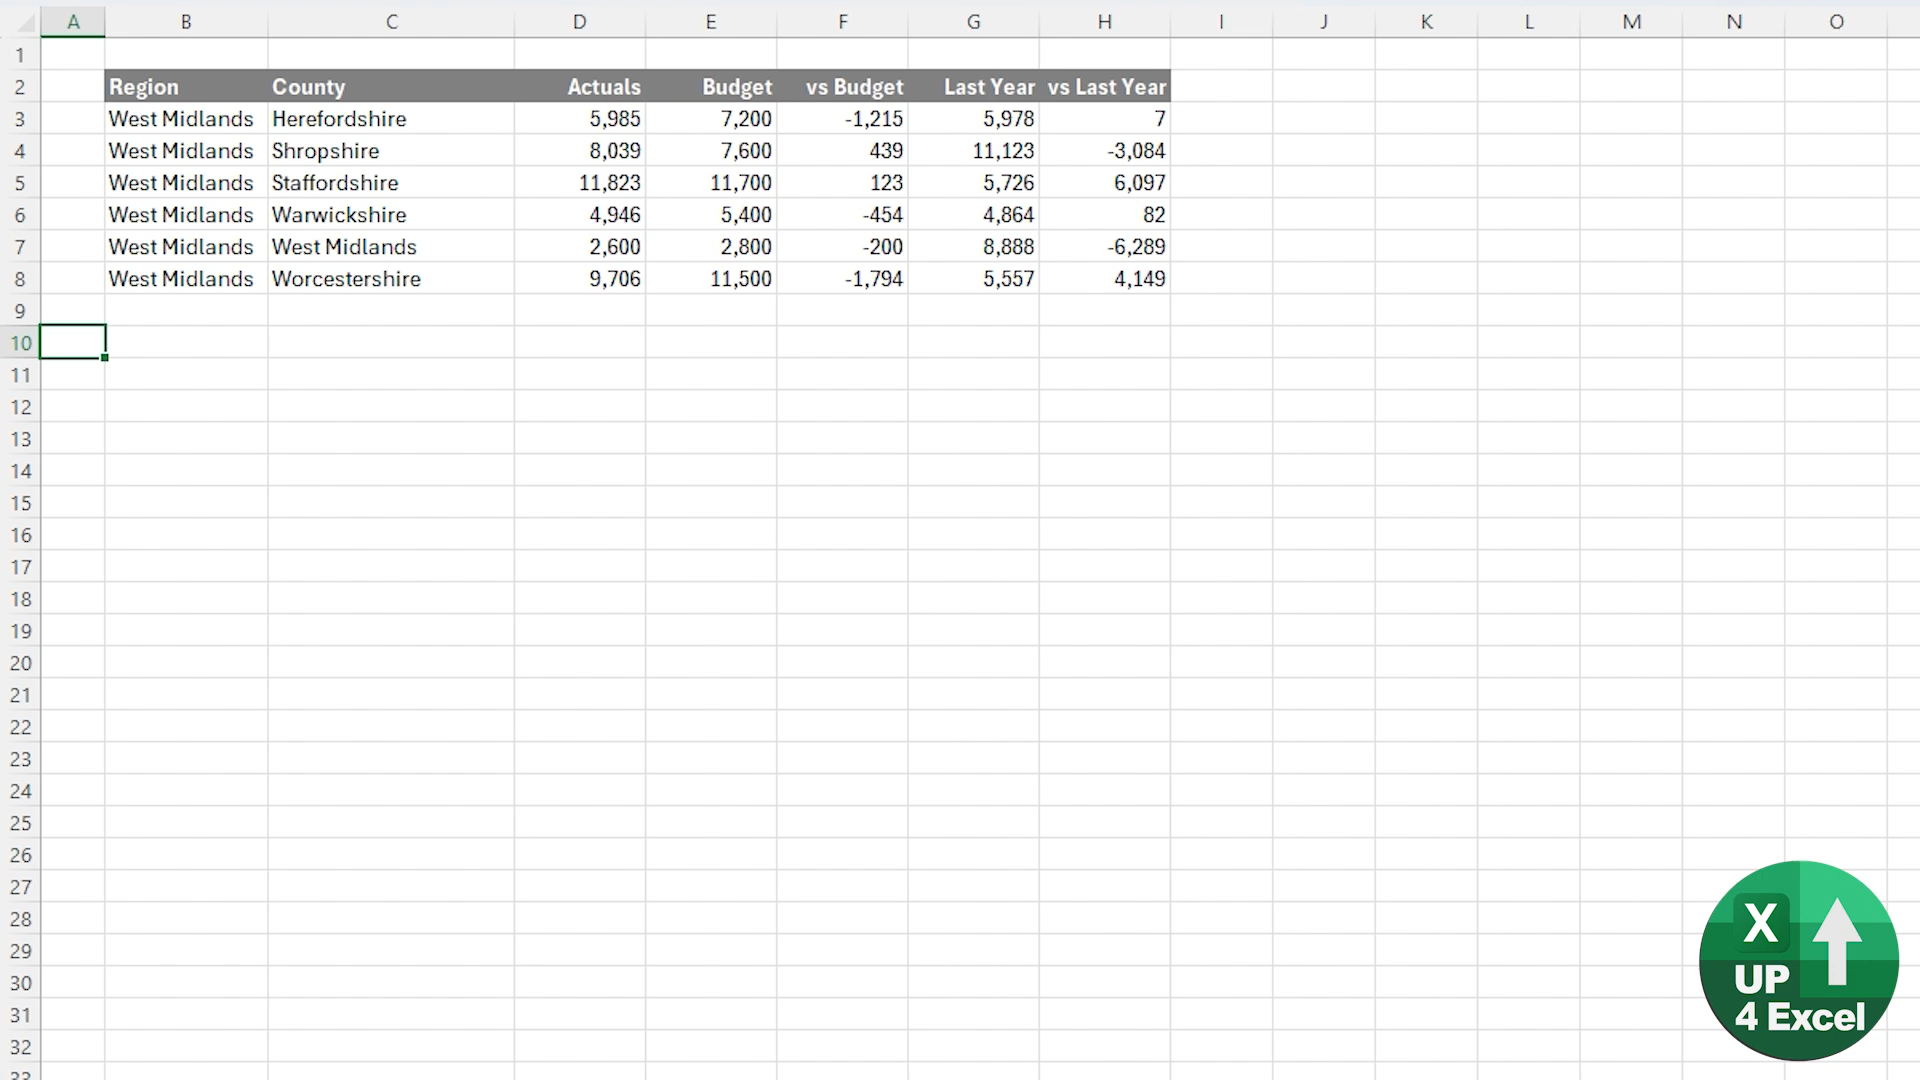 A B C D E F G H I J K L M N O
1
2 Region County Actuals Budget vs Budget Last Year vs Last Year
3 West Midlands Herefordshire 5,985 7,200 -1,215 5,978 7
4 West Midlands Shropshire 8,039 7,600 439 11,123 -3,084
5 West Midlands Staffordshire 11,823 11,700 123 5,726 6,097
6 West Midlands Warwickshire 4,946 5,400 -454 4,864 82
7 West Midlands West Midlands 2,600 2,800 -200 8,888 -6,289
8 West Midlands Worcestershire 9,706 11,500 -1,794 5,557 4,149
9
10
11
12
13
14
15
16
17
18
19
20
21
22
23
24
25
26
27
28
29
30
31
32
33
X
UP
4 Excel